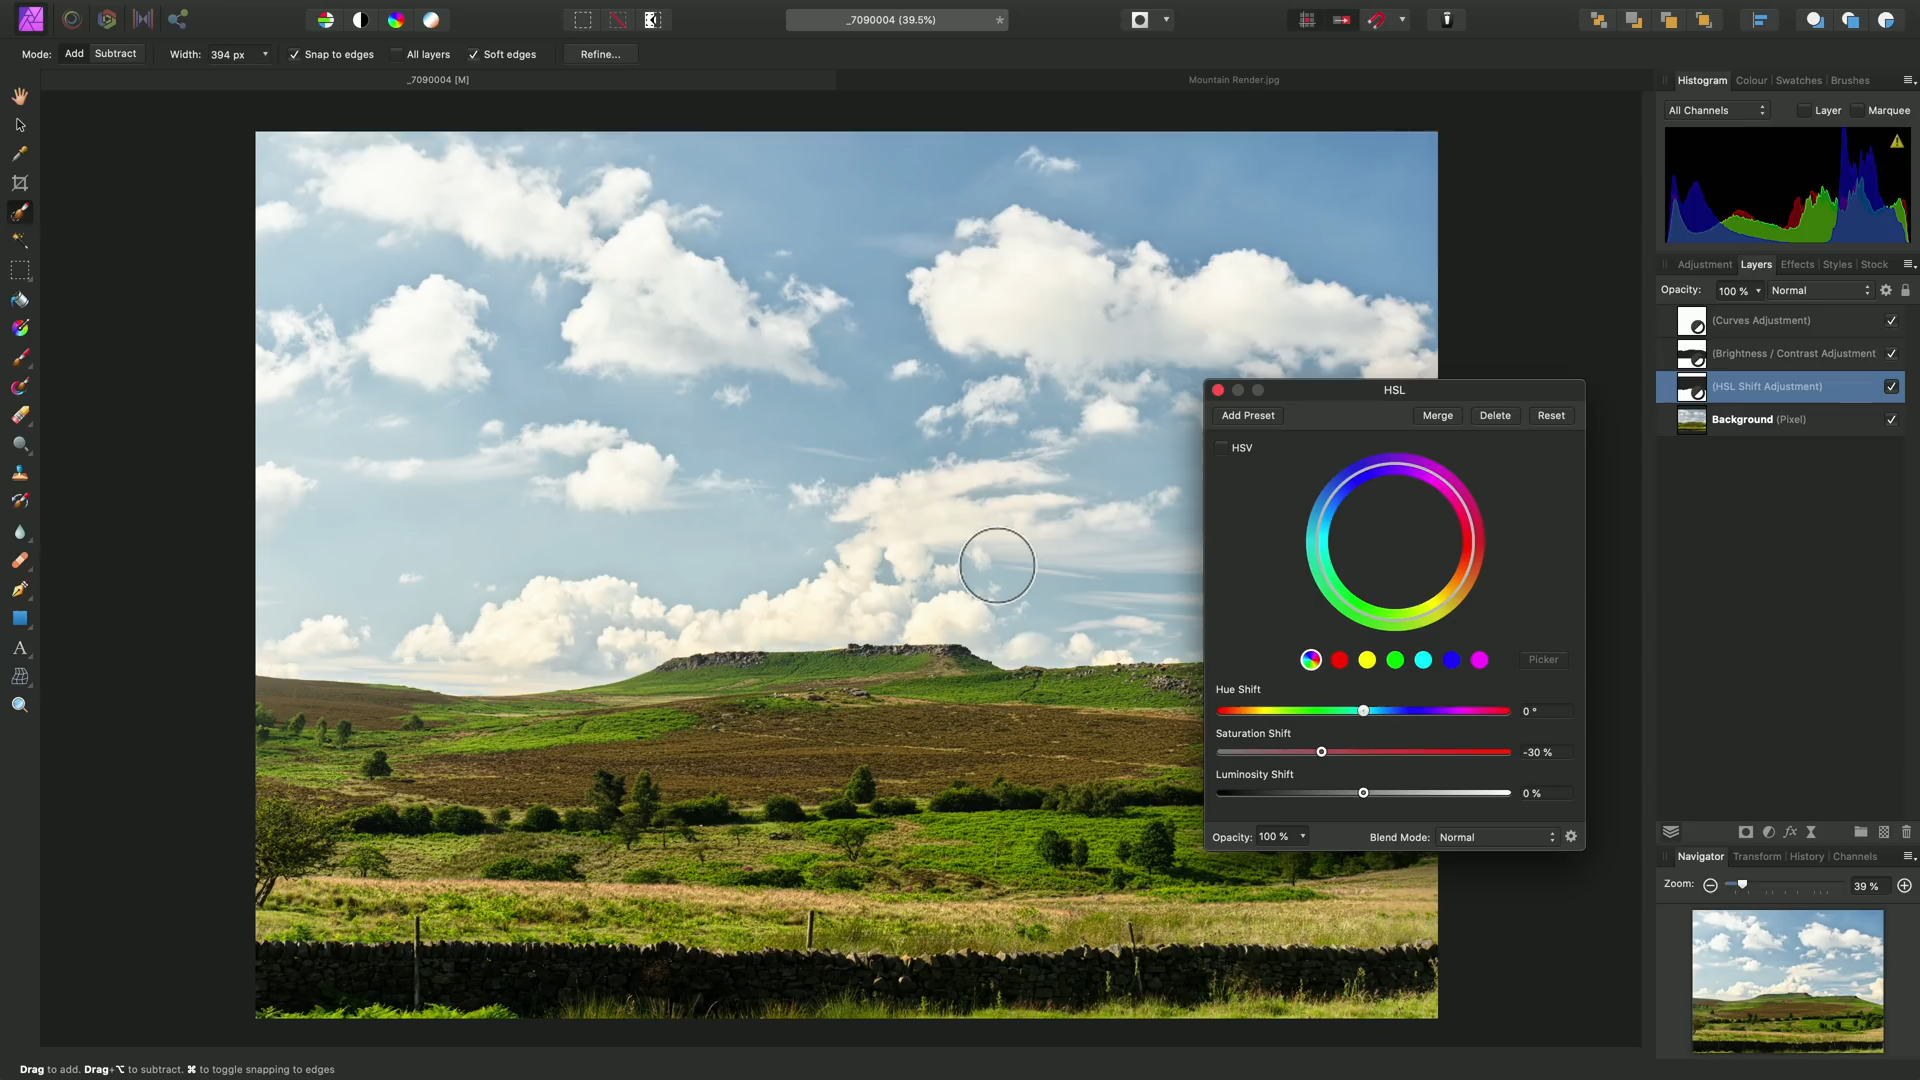 _7090004 (39.5%)
*
Mode: Add Subtract Width: 394 px Snap to edges All layers Soft edges Refine...
_7090004 [M]
Mountain Render.jpg
Histogram Colour Swatches Brushes
All Channels Layer Marquee
Adjustment Layers Effects Styles Stock
Opacity: 100 % Normal
(Curves Adjustment)
(Brightness / Contrast Adjustment
(HSL Shift Adjustment)
Background (Pixel)
HSL
Add Preset Merge Delete Reset
HSV
Picker
Hue Shift
0 °
Saturation Shift
-30 %
Luminosity Shift
0 %
Opacity: 100 % Blend Mode: Normal
Navigator Transform History Channels
Zoom: 39 %
Drag to add. Drag+⌥ to subtract. ⌘ to toggle snapping to edges